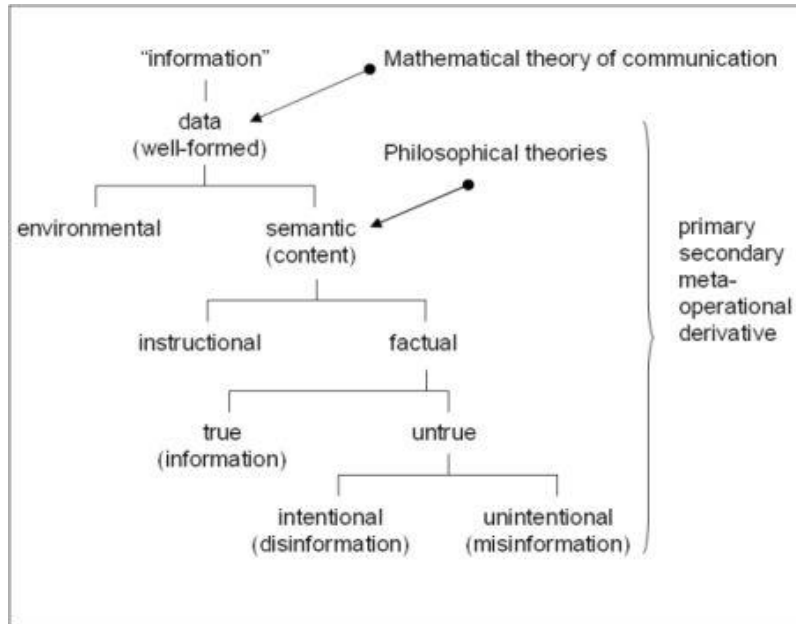 “information”
Mathematical theory of communication
data
(well-formed)
Philosophical theories
environmental
semantic
(content)
primary
secondary
meta-
operational
derivative
instructional
factual
true
(information)
untrue
intentional
(disinformation)
unintentional
(misinformation)